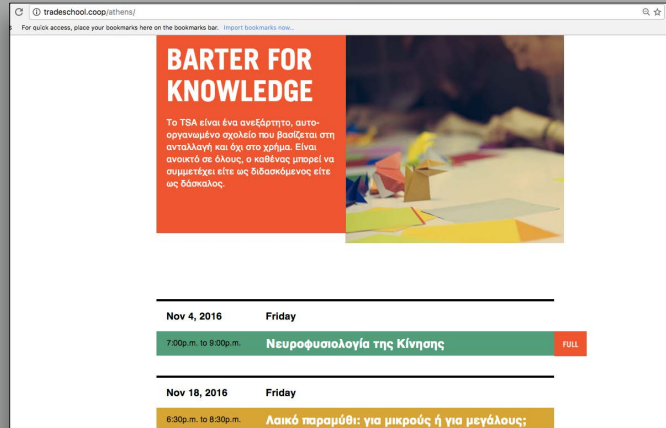 tradeschool.coop/athens/
For quick access, place your bookmarks here on the bookmarks bar. Import bookmarks now...
BARTER FOR
KNOWLEDGE
Το TSA είναι ένα ανεξάρτητο, αυτο-
οργανωμένο σχολείο που βασίζεται στη
ανταλλαγή και όχι στο χρήμα. Είναι
ανοικτό σε όλους, ο καθένας μπορεί να
συμμετέχει είτε ως διδασκόμενος είτε
ως δάσκαλος.
Nov 4, 2016 Friday
7:00p.m. to 9:00p.m. Νευροφυσιολογία της Κίνησης FULL
Nov 18, 2016 Friday
6:30p.m. to 8:30p.m. Λαικό παραμύθι: για μικρούς ή για μεγάλους;